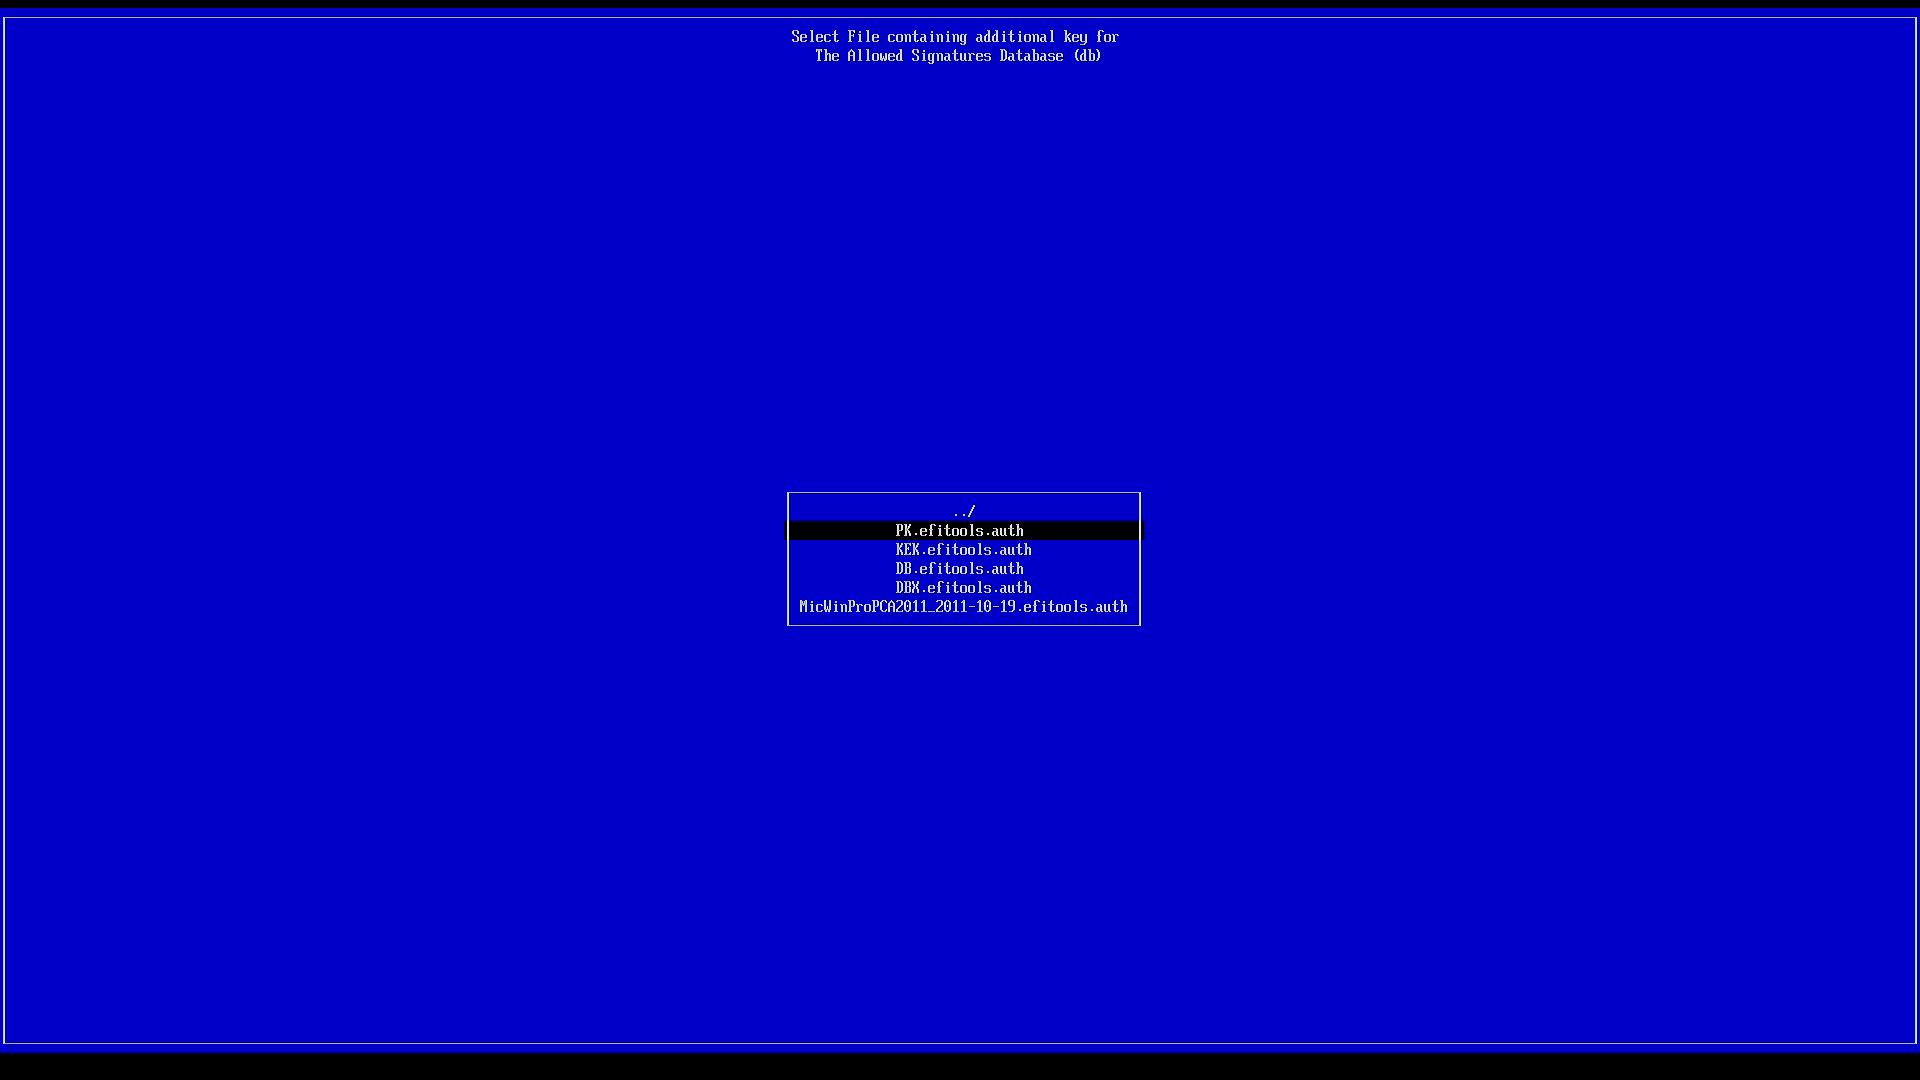 Select File containing additional key for
The Allowed Signatures Database (db)
../
PK.efitools.auth
KEK.efitools.auth
DB.efitools.auth
DBX.efitools.auth
MicWinProPCA2011_2011-10-19.efitools.auth